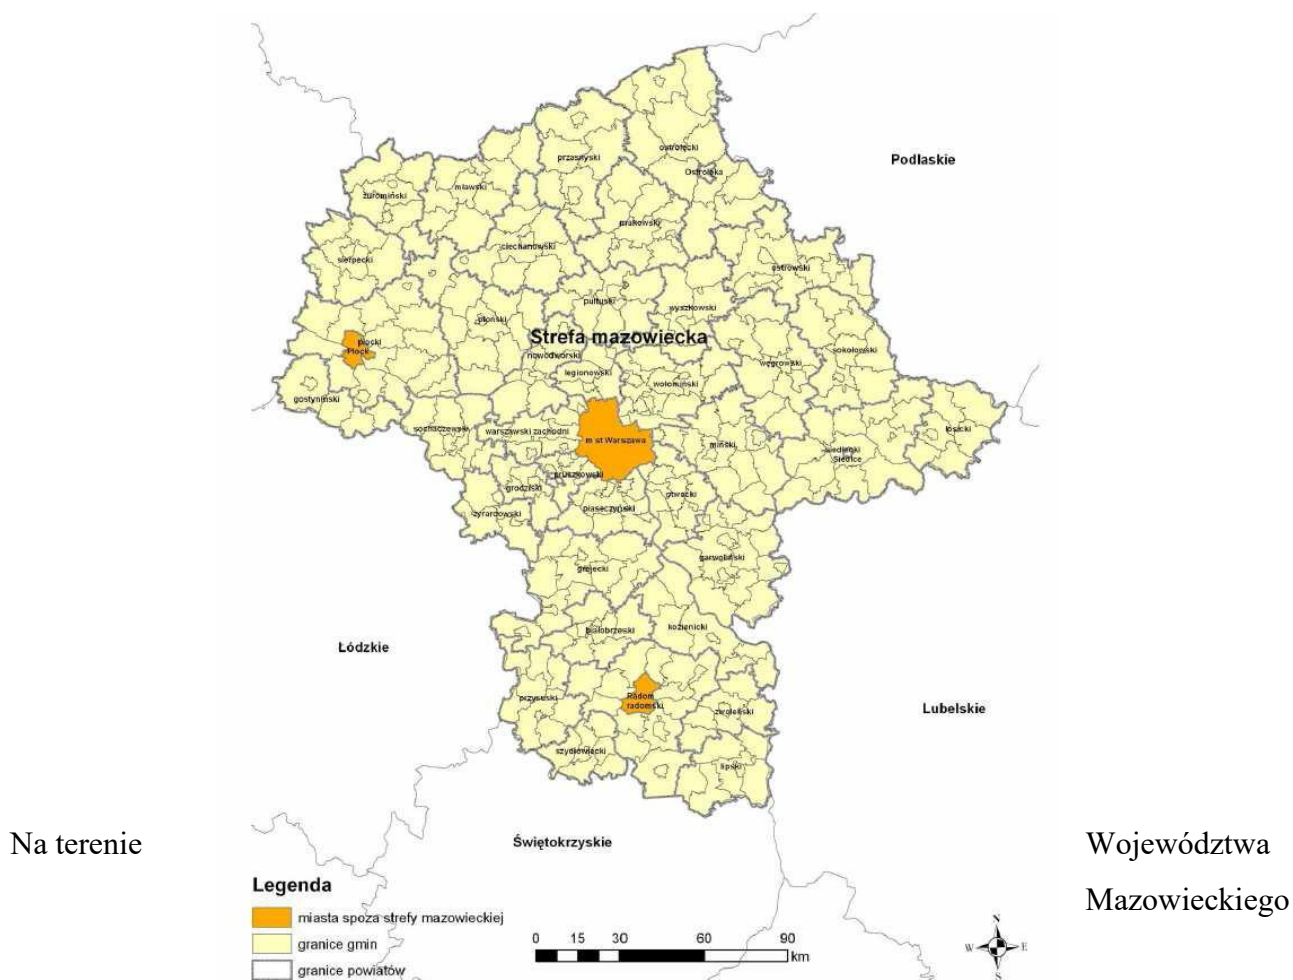 ostrołęcki
przasnyski
Podlaskie
Ostrołęka
mławski
żuromiński
makowski
ciechanowski
sierpecki
ostrowski
pułtuski
wyszkowski
płoński
Strefa mazowiecka
płocki
Płock
nowodworski
sokołowski
węgrowski
legionowski
wołomiński
gostyniński
sochaczewski
warszawski zachodni
m st Warszawa
miński
siedlecki
Siedlce
łosicki
pruszkowski
grodziski
otwocki
żyrardowski
piaseczyński
garwoliński
grójecki
białobrzeski
kozienicki
Łódzkie
przysuski
Radom
radomski
zwoleński
Lubelskie
szydłowiecki
lipski
Na terenie
Świętokrzyskie
Województwa
Mazowieckiego
Legenda
miasta spoza strefy mazowieckiej
granice gmin
granice powiatów
0 15 30 60 90
km
N
W E
S